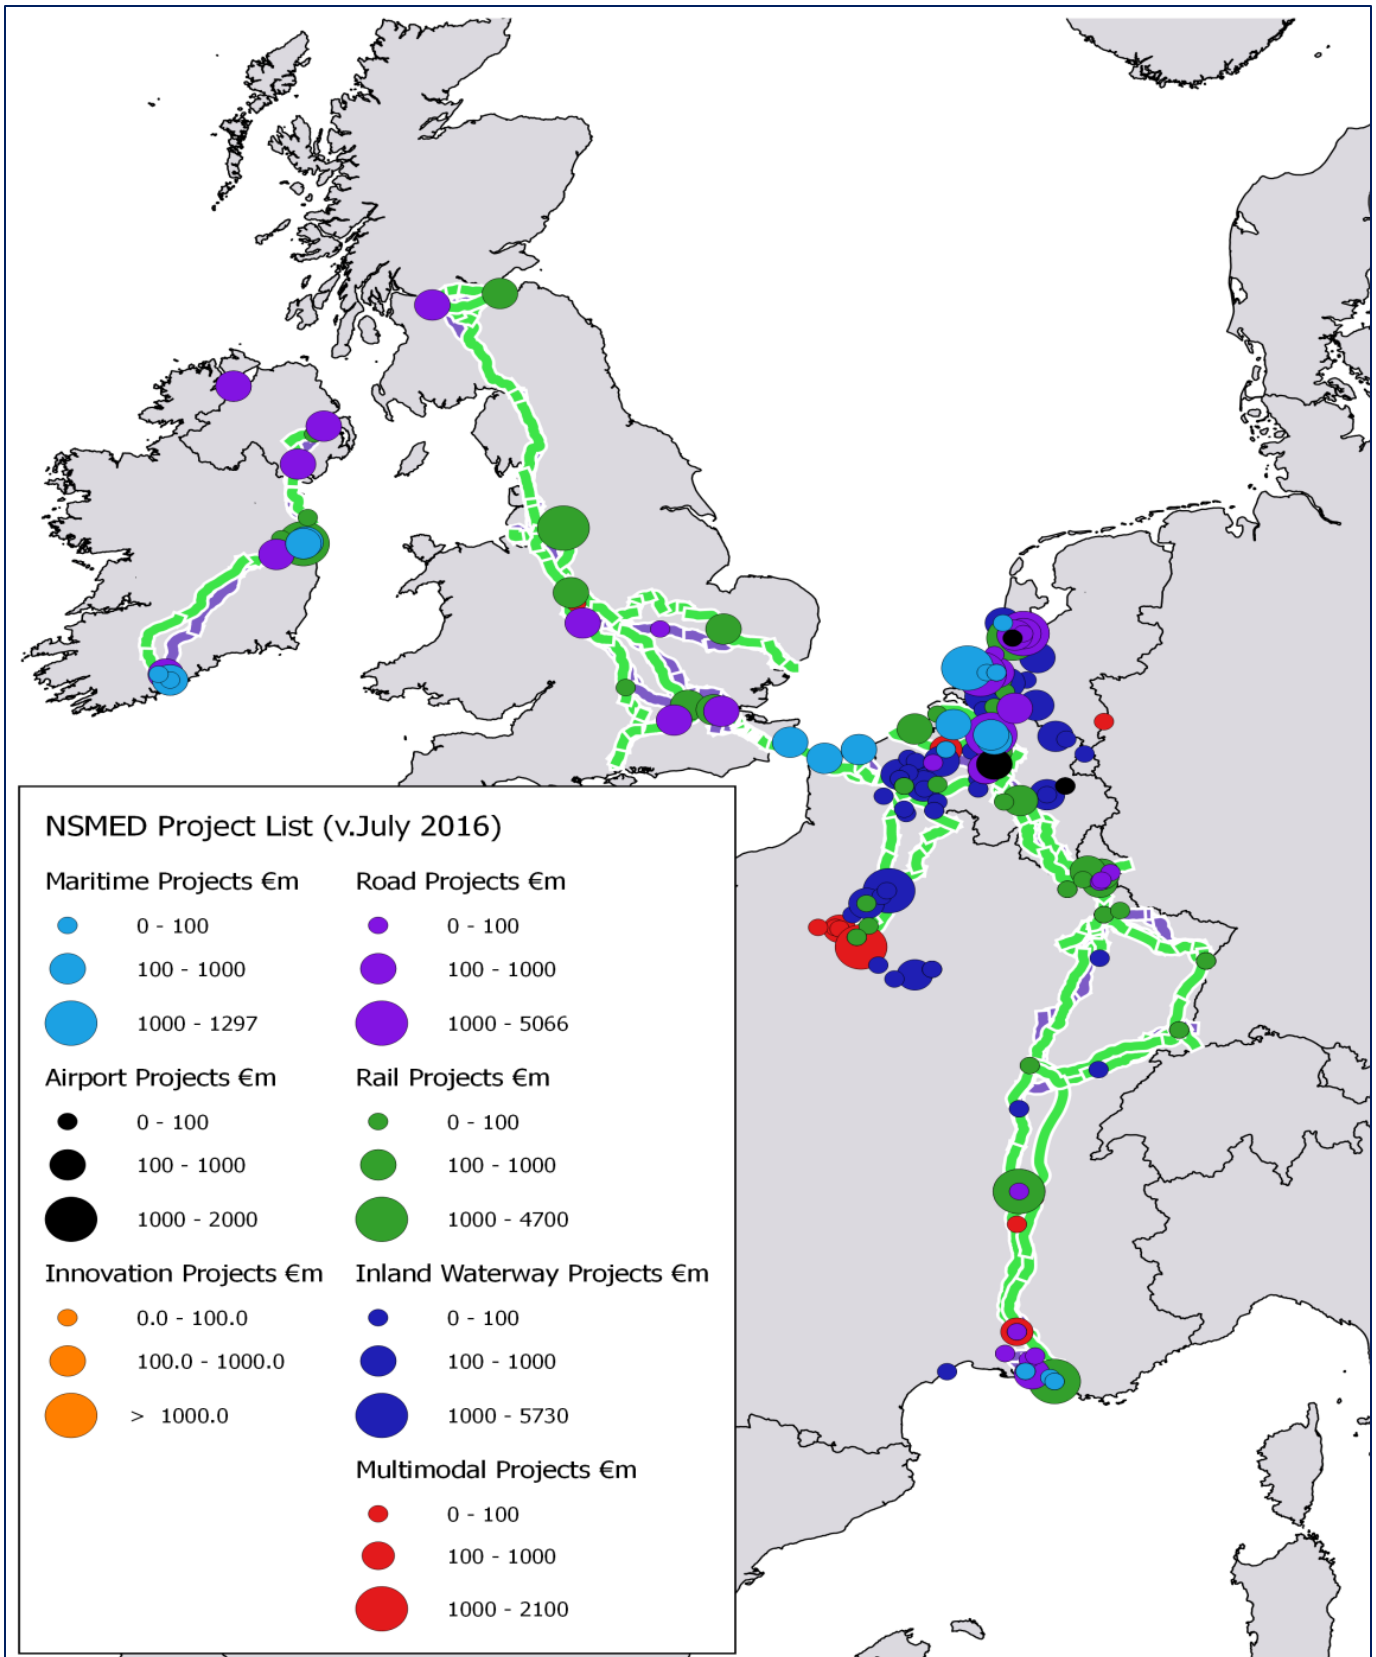 NSMED Project List (v.July 2016)
Maritime Projects €m
0 - 100
100 - 1000
1000 - 1297
Road Projects €m
0 - 100
100 - 1000
1000 - 5066
Airport Projects €m
0 - 100
100 - 1000
1000 - 2000
Rail Projects €m
0 - 100
100 - 1000
1000 - 4700
Innovation Projects €m
0.0 - 100.0
100.0 - 1000.0
> 1000.0
Inland Waterway Projects €m
0 - 100
100 - 1000
1000 - 5730
Multimodal Projects €m
0 - 100
100 - 1000
1000 - 2100